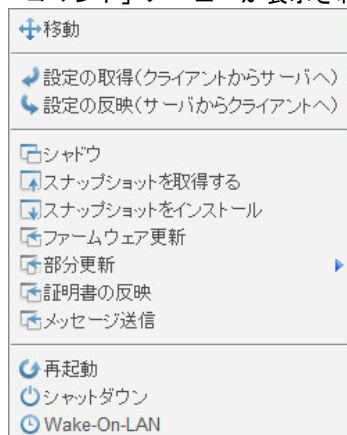 移動
設定の取得(クライアントからサーバへ)
設定の反映(サーバからクライアントへ)
シャドウ
スナップショットを取得する
スナップショットをインストール
ファームウェア更新
部分更新
証明書の反映
メッセージ送信
再起動
シャットダウン
Wake-On-LAN